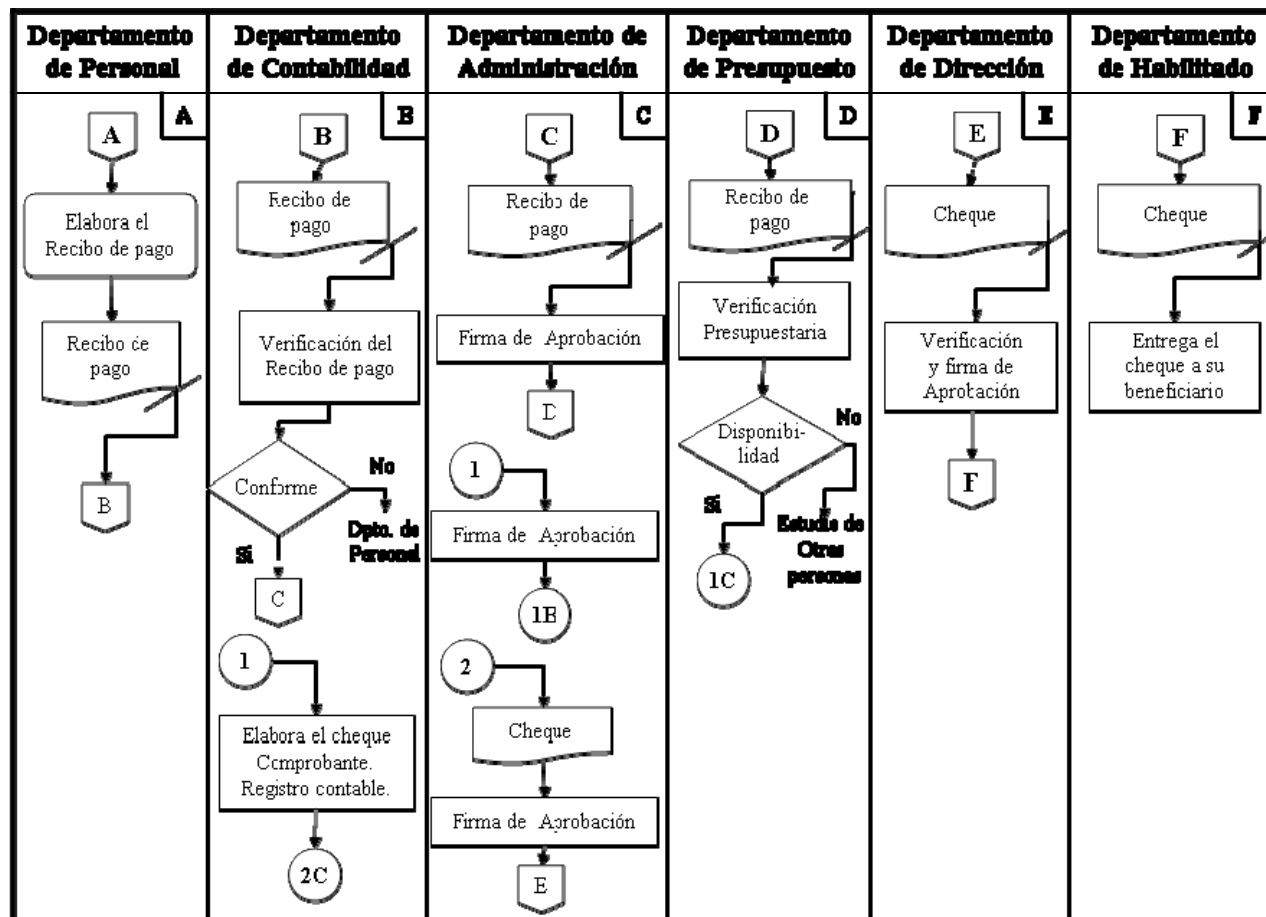 Departamento
de Personal
A
A
Elabora el
Recibo de pago
Recibo de
pago
B
Departamento
de Contabilidad
B
B
Recibo de
pago
Verificación del
Recibo de pago
Conforme
No
Dpto. de
Personal
Si
C
1
Elabora el cheque
Comprobante.
Registro contable.
2C
Departamento de
Administración
C
C
Recibo de
pago
Firma de Aprobación
D
1
Firma de Aprobación
1B
2
Cheque
Firma de Aprobación
E
Departamento
de Presupuesto
D
D
Recibo de
pago
Verificación
Presupuestaria
Disponibi-
lidad
No
Si
Estudio de
Otras
personas
1C
Departamento
de Dirección
E
E
Cheque
Verificación
y firma de
Aprobación
F
Departamento
de Habilitado
F
F
Cheque
Entrega el
cheque a su
beneficiario